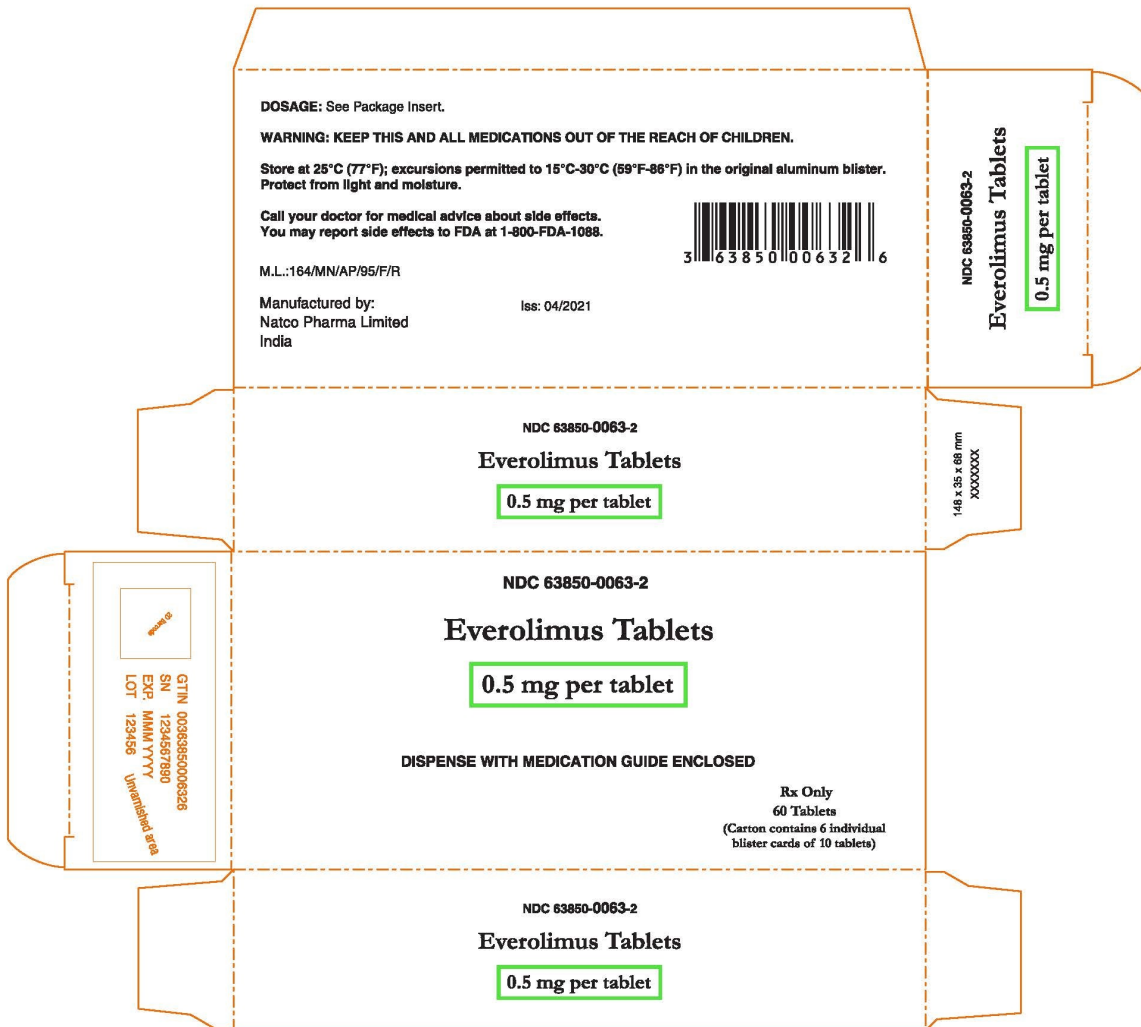 DOSAGE: See Package Insert.
WARNING: KEEP THIS AND ALL MEDICATIONS OUT OF THE REACH OF CHILDREN.
Store at 25°C (77°F); excursions permitted to 15°C-30°C (59°F-86°F) in the original aluminum blister.
Protect from light and moisture.
Call your doctor for medical advice about side effects.
You may report side effects to FDA at 1-800-FDA-1088.
3 63850 00632 6
M.L.:164/MN/AP/95/F/R
Manufactured by:
Natco Pharma Limited
India
Iss: 04/2021
NDC 63850-0063-2
Everolimus Tablets
0.5 mg per tablet
NDC 63850-0063-2
Everolimus Tablets
0.5 mg per tablet
148 x 35 x 68 mm
XXXXXXX
2D Barcode
GTIN 00363850006326
SN 1234567890
EXP. MMM YYYY
LOT 123456
Unvarnished area
NDC 63850-0063-2
Everolimus Tablets
0.5 mg per tablet
DISPENSE WITH MEDICATION GUIDE ENCLOSED
Rx Only
60 Tablets
(Carton contains 6 individual
blister cards of 10 tablets)
NDC 63850-0063-2
Everolimus Tablets
0.5 mg per tablet